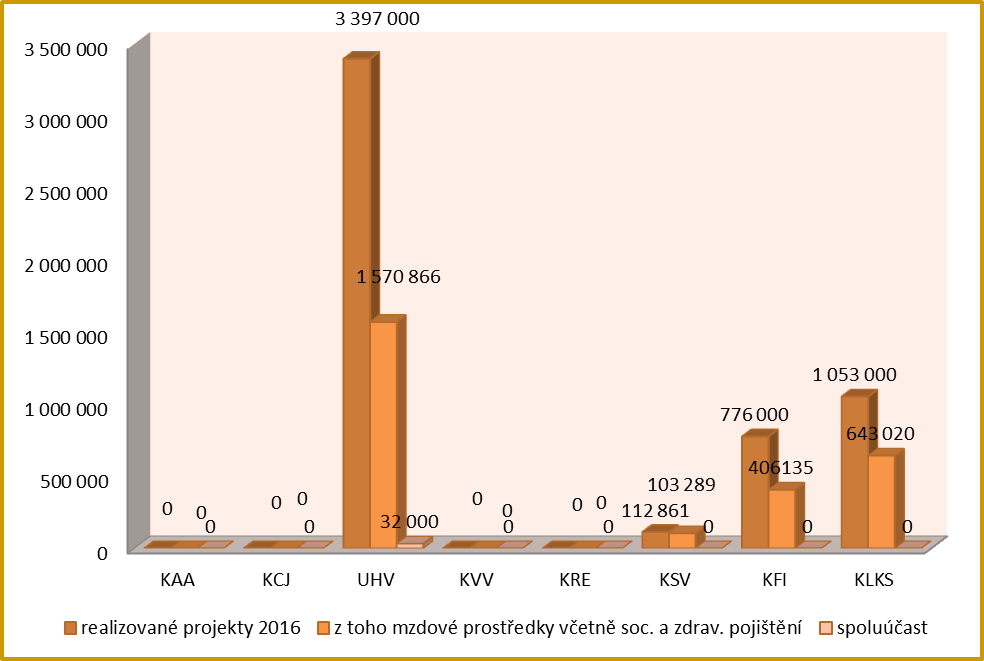 3 397 000
3 500 000
3 000 000
2 500 000
2 000 000
1 570 866
1 500 000
1 053 000
1 000 000
776 000
643 020
500 000
406135
103 289
112 861
32 000
0 0 0
0 0 0
0 0 0
0 0 0
0
0
0
0
KAA KCJ UHV KVV KRE KSV KFI KLKS
realizované projekty 2016 z toho mzdové prostředky včetně soc. a zdrav. pojištění spoluúčast